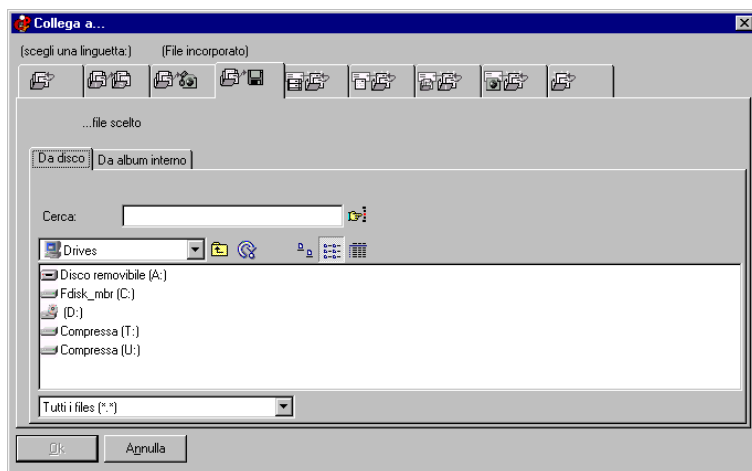 Collega a...
(scegli una linguetta:) (File incorporato)
...file scelto
Da disco Da album interno
Cerca:
Drives
Disco removibile (A:)
Fdisk_mbr (C:)
(D:)
Compressa (T:)
Compressa (U:)
Tutti i files (*.*)
Ok Annulla